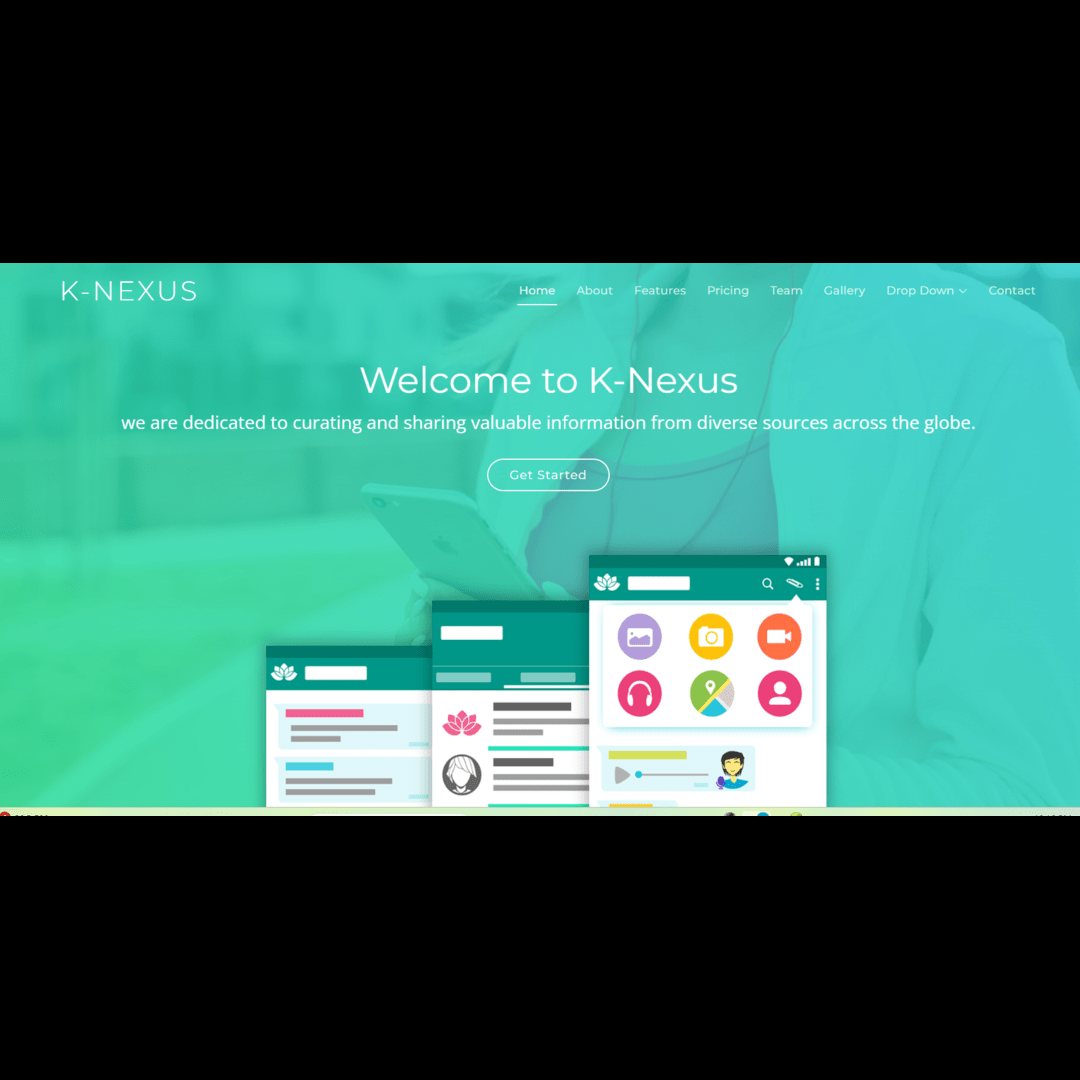 K-NEXUS
Home About Features Pricing Team Gallery Drop Down Contact
Welcome to K-Nexus
we are dedicated to curating and sharing valuable information from diverse sources across the globe.
Get Started